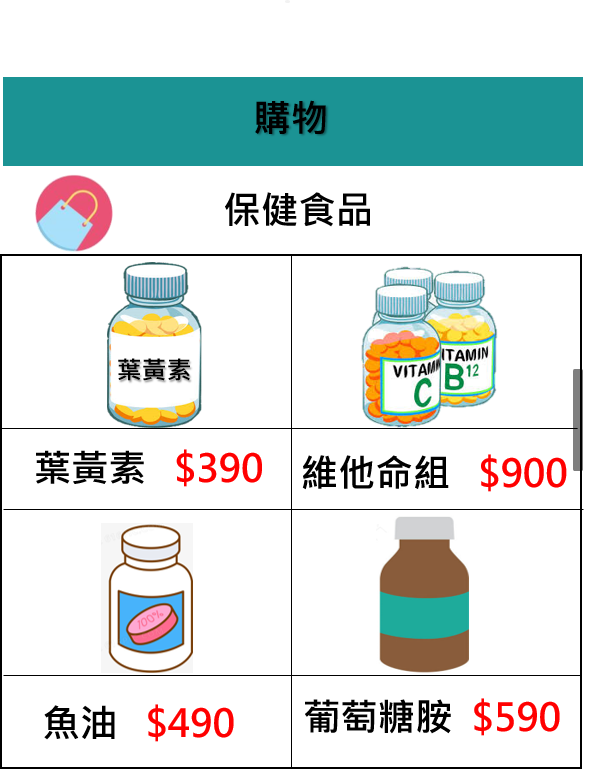 購物
保健食品
葉黃素
VITAMIN
C
VITAMIN
B12
葉黃素 $390
維他命組 $900
100%
魚油 $490
葡萄糖胺 $590